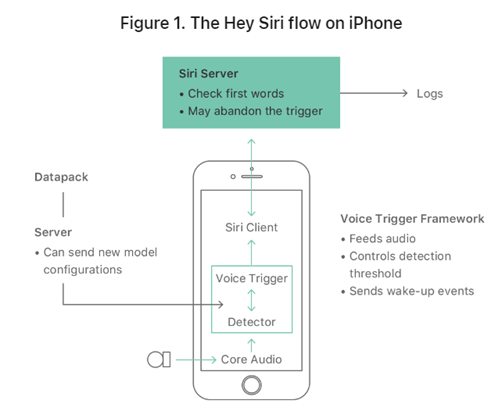 Figure 1. The Hey Siri flow on iPhone
Siri Server
• Check first words
• May abandon the trigger
Logs
Datapack
Server
• Can send new model
configurations
Siri Client
Voice Trigger
Detector
Core Audio
Voice Trigger Framework
• Feeds audio
• Controls detection
threshold
• Sends wake-up events